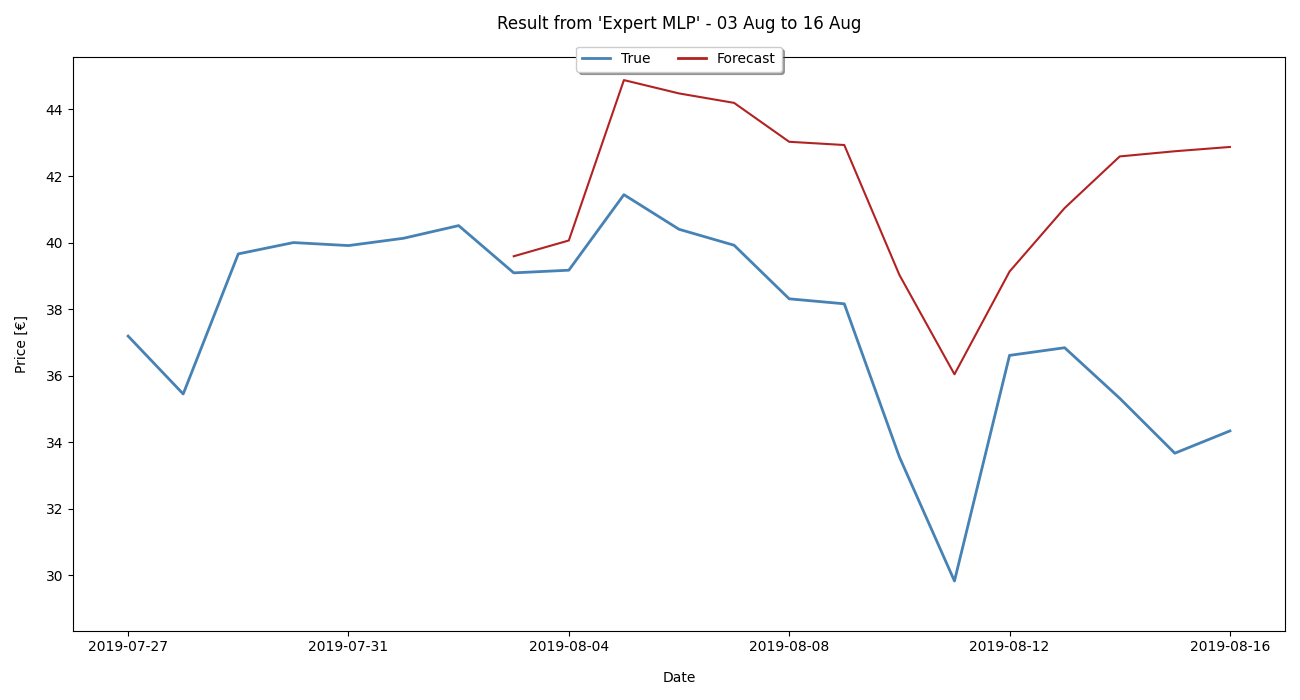 Result from 'Expert MLP' - 03 Aug to 16 Aug
True Forecast
44
42
40
38
36
34
32
30
Price [€]
2019-07-27 2019-07-31 2019-08-04 2019-08-08 2019-08-12 2019-08-16
Date